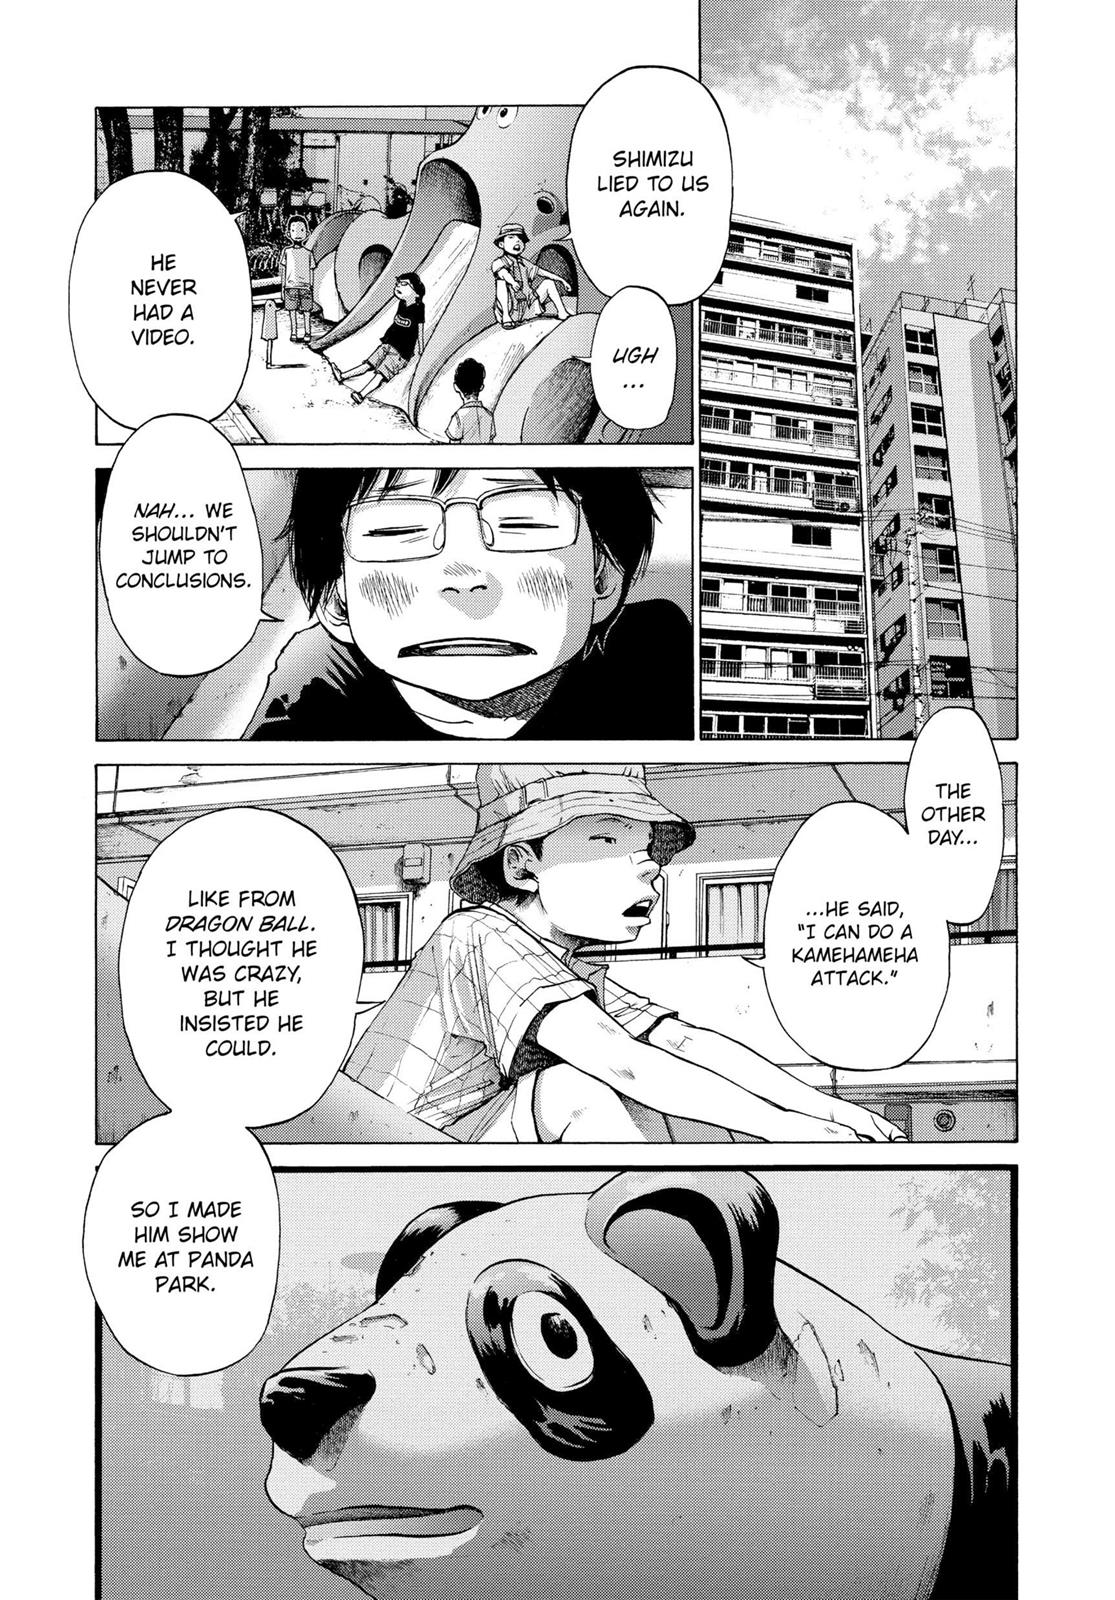 SHIMIZU
LIED TO US
AGAIN.
UGH
...
HE
NEVER
HAD A
VIDEO.
NAH... WE
SHOULDN'T
JUMP TO
CONCLUSIONS.
THE
OTHER
DAY...
...HE SAID,
"I CAN DO A
KAMEHAMEHA
ATTACK."
LIKE FROM
DRAGON BALL.
I THOUGHT HE
WAS CRAZY,
BUT HE
INSISTED HE
COULD.
SO I MADE
HIM SHOW
ME AT PANDA
PARK.